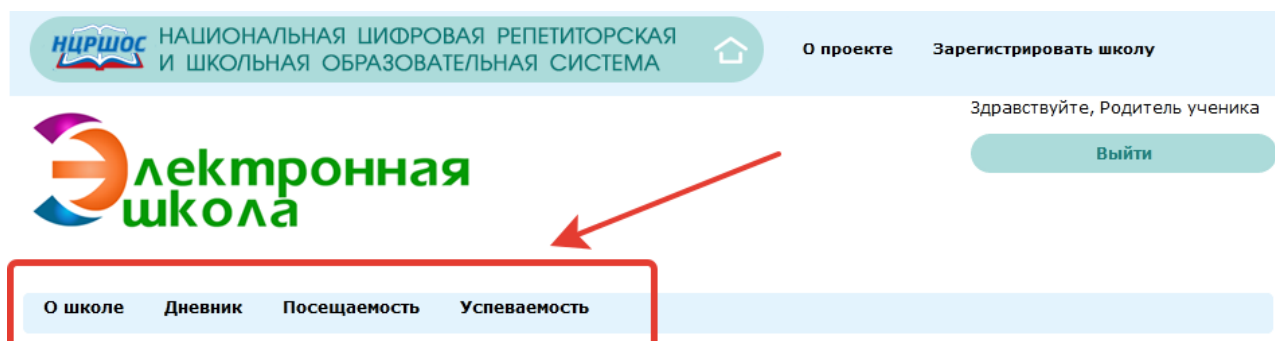 НЦРШОС НАЦИОНАЛЬНАЯ ЦИФРОВАЯ РЕПЕТИТОРСКАЯ
И ШКОЛЬНАЯ ОБРАЗОВАТЕЛЬНАЯ СИСТЕМА
О проекте Зарегистрировать школу
Здравствуйте, Родитель ученика
Выйти
Электронная
школа
О школе Дневник Посещаемость Успеваемость